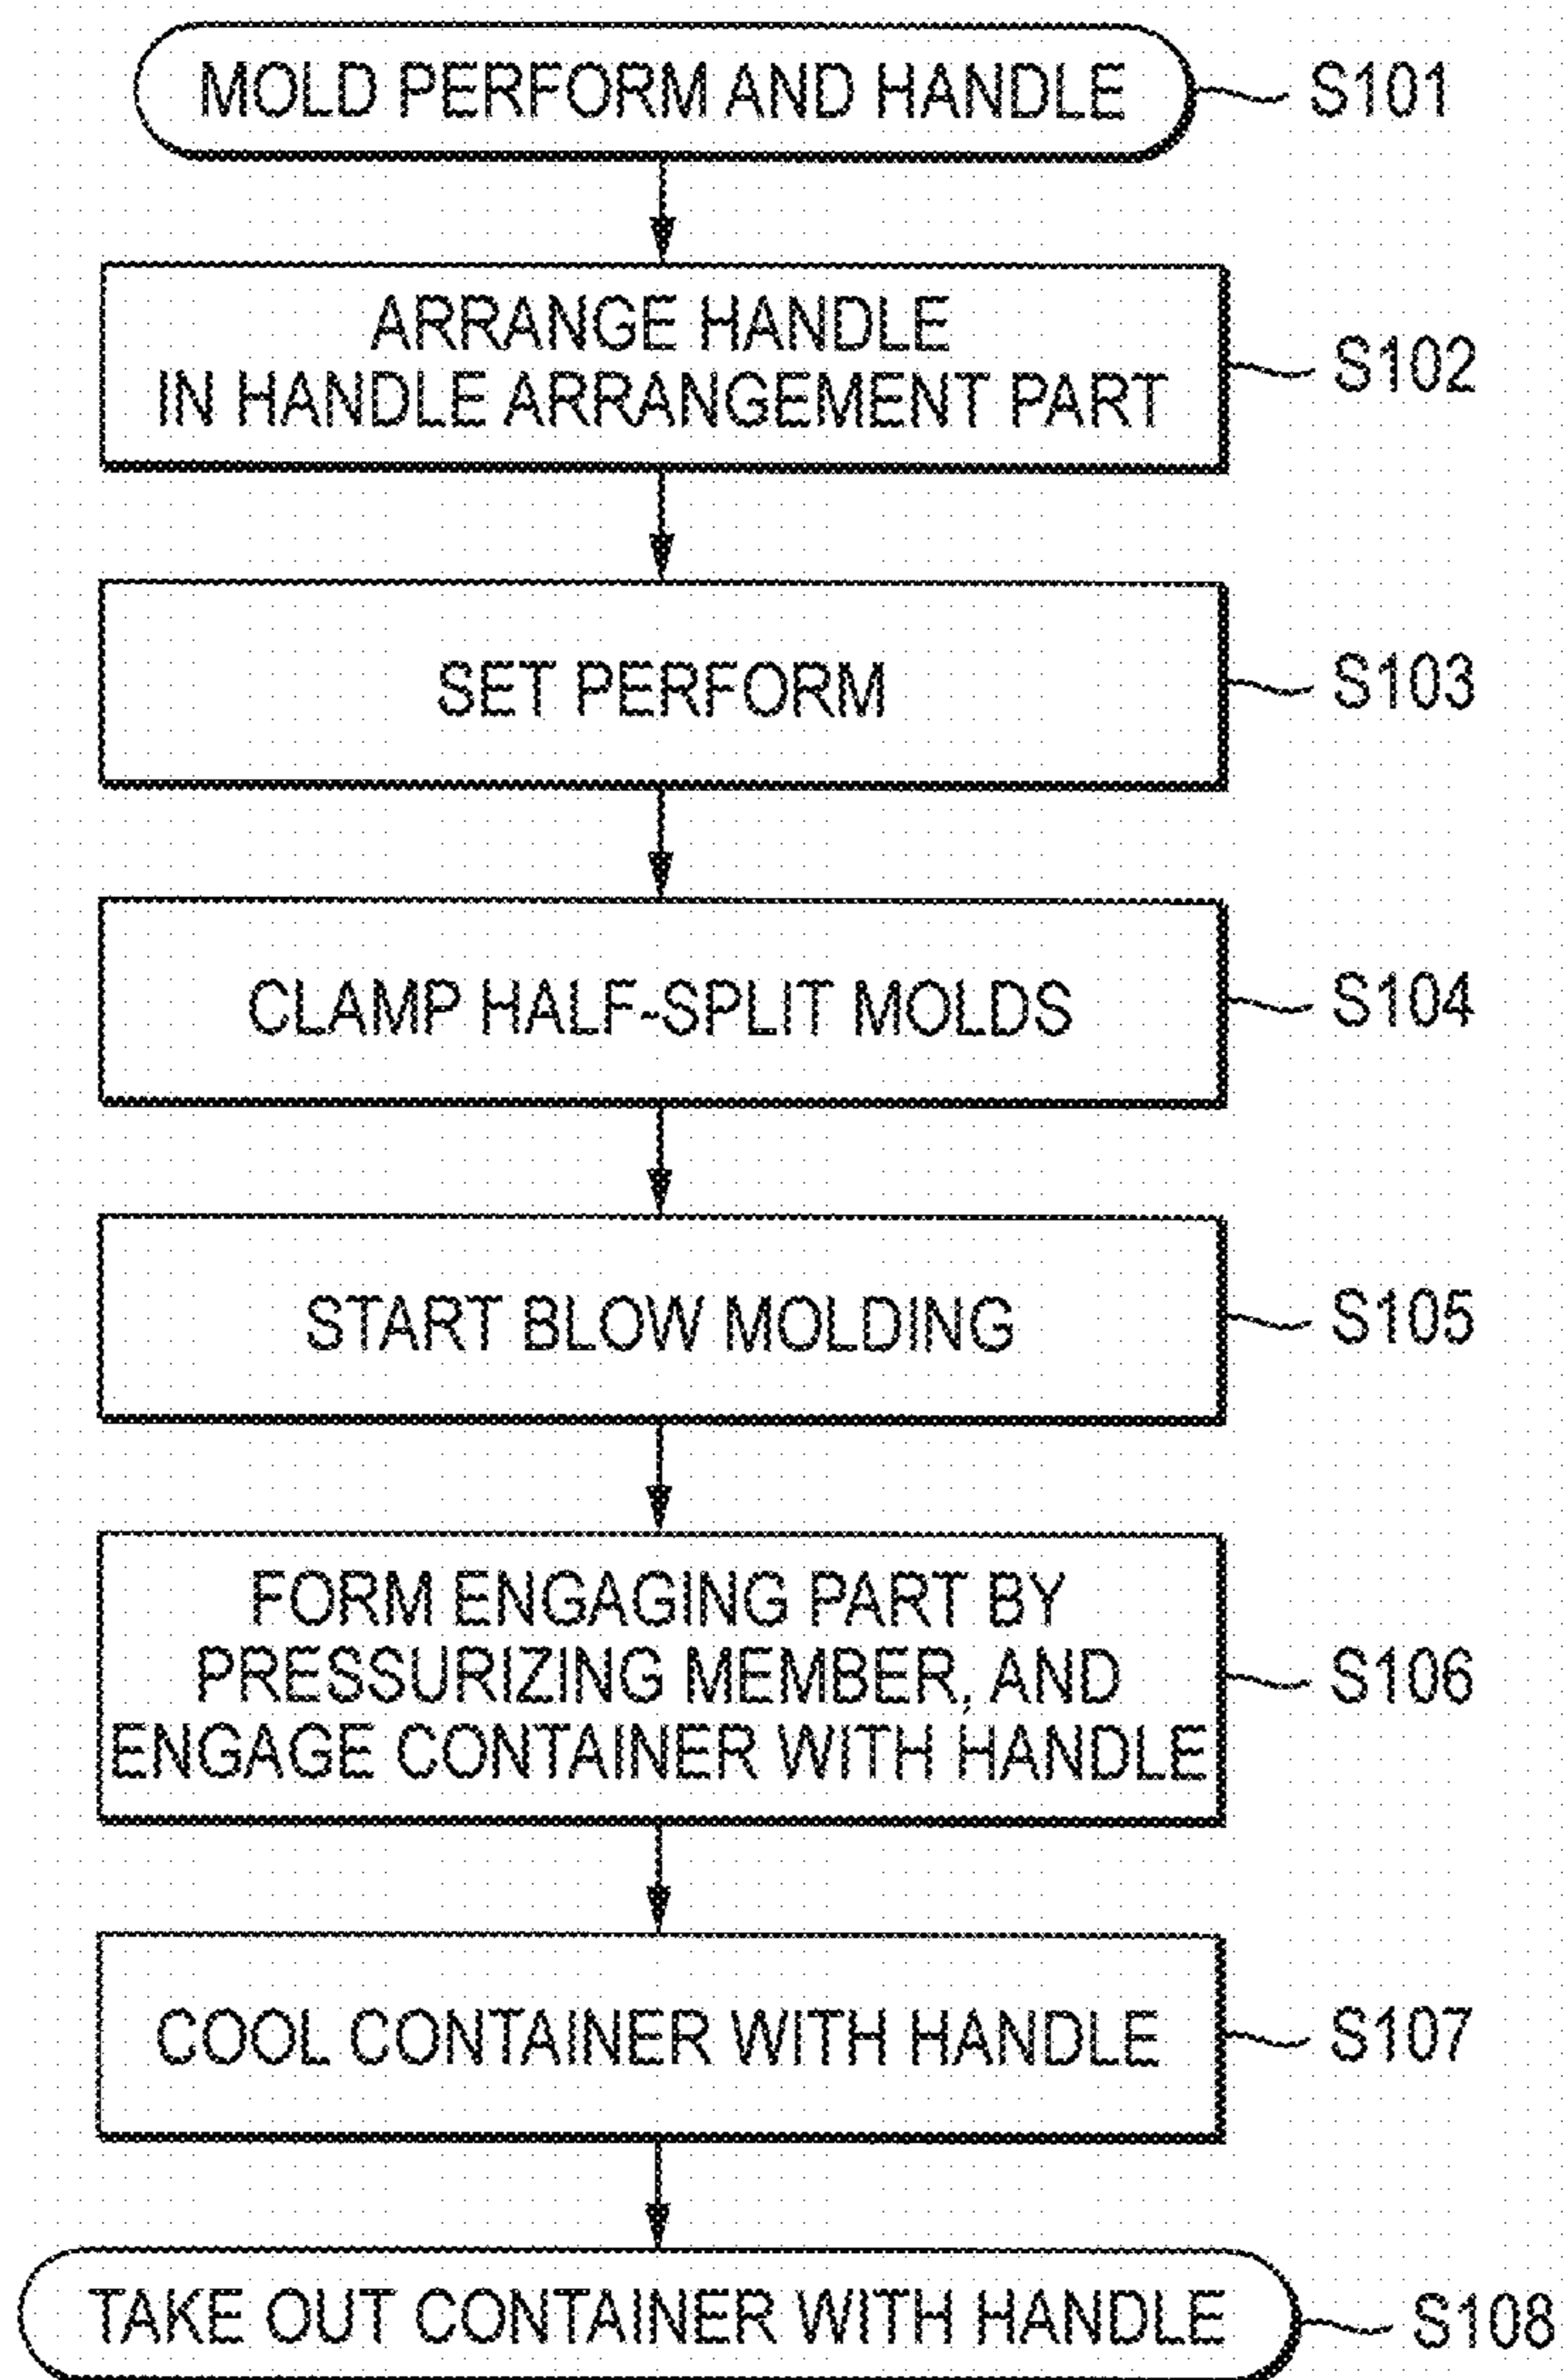 MOLD PERFORM AND HANDLE
S101
ARRANGE HANDLE
IN HANDLE ARRANGEMENT PART
S102
SET PERFORM
S103
CLAMP HALF-SPLIT MOLDS
S104
START BLOW MOLDING
S105
FORM ENGAGING PART BY
PRESSURIZING MEMBER, AND
ENGAGE CONTAINER WITH HANDLE
S106
COOL CONTAINER WITH HANDLE
S107
TAKE OUT CONTAINER WITH HANDLE
S108